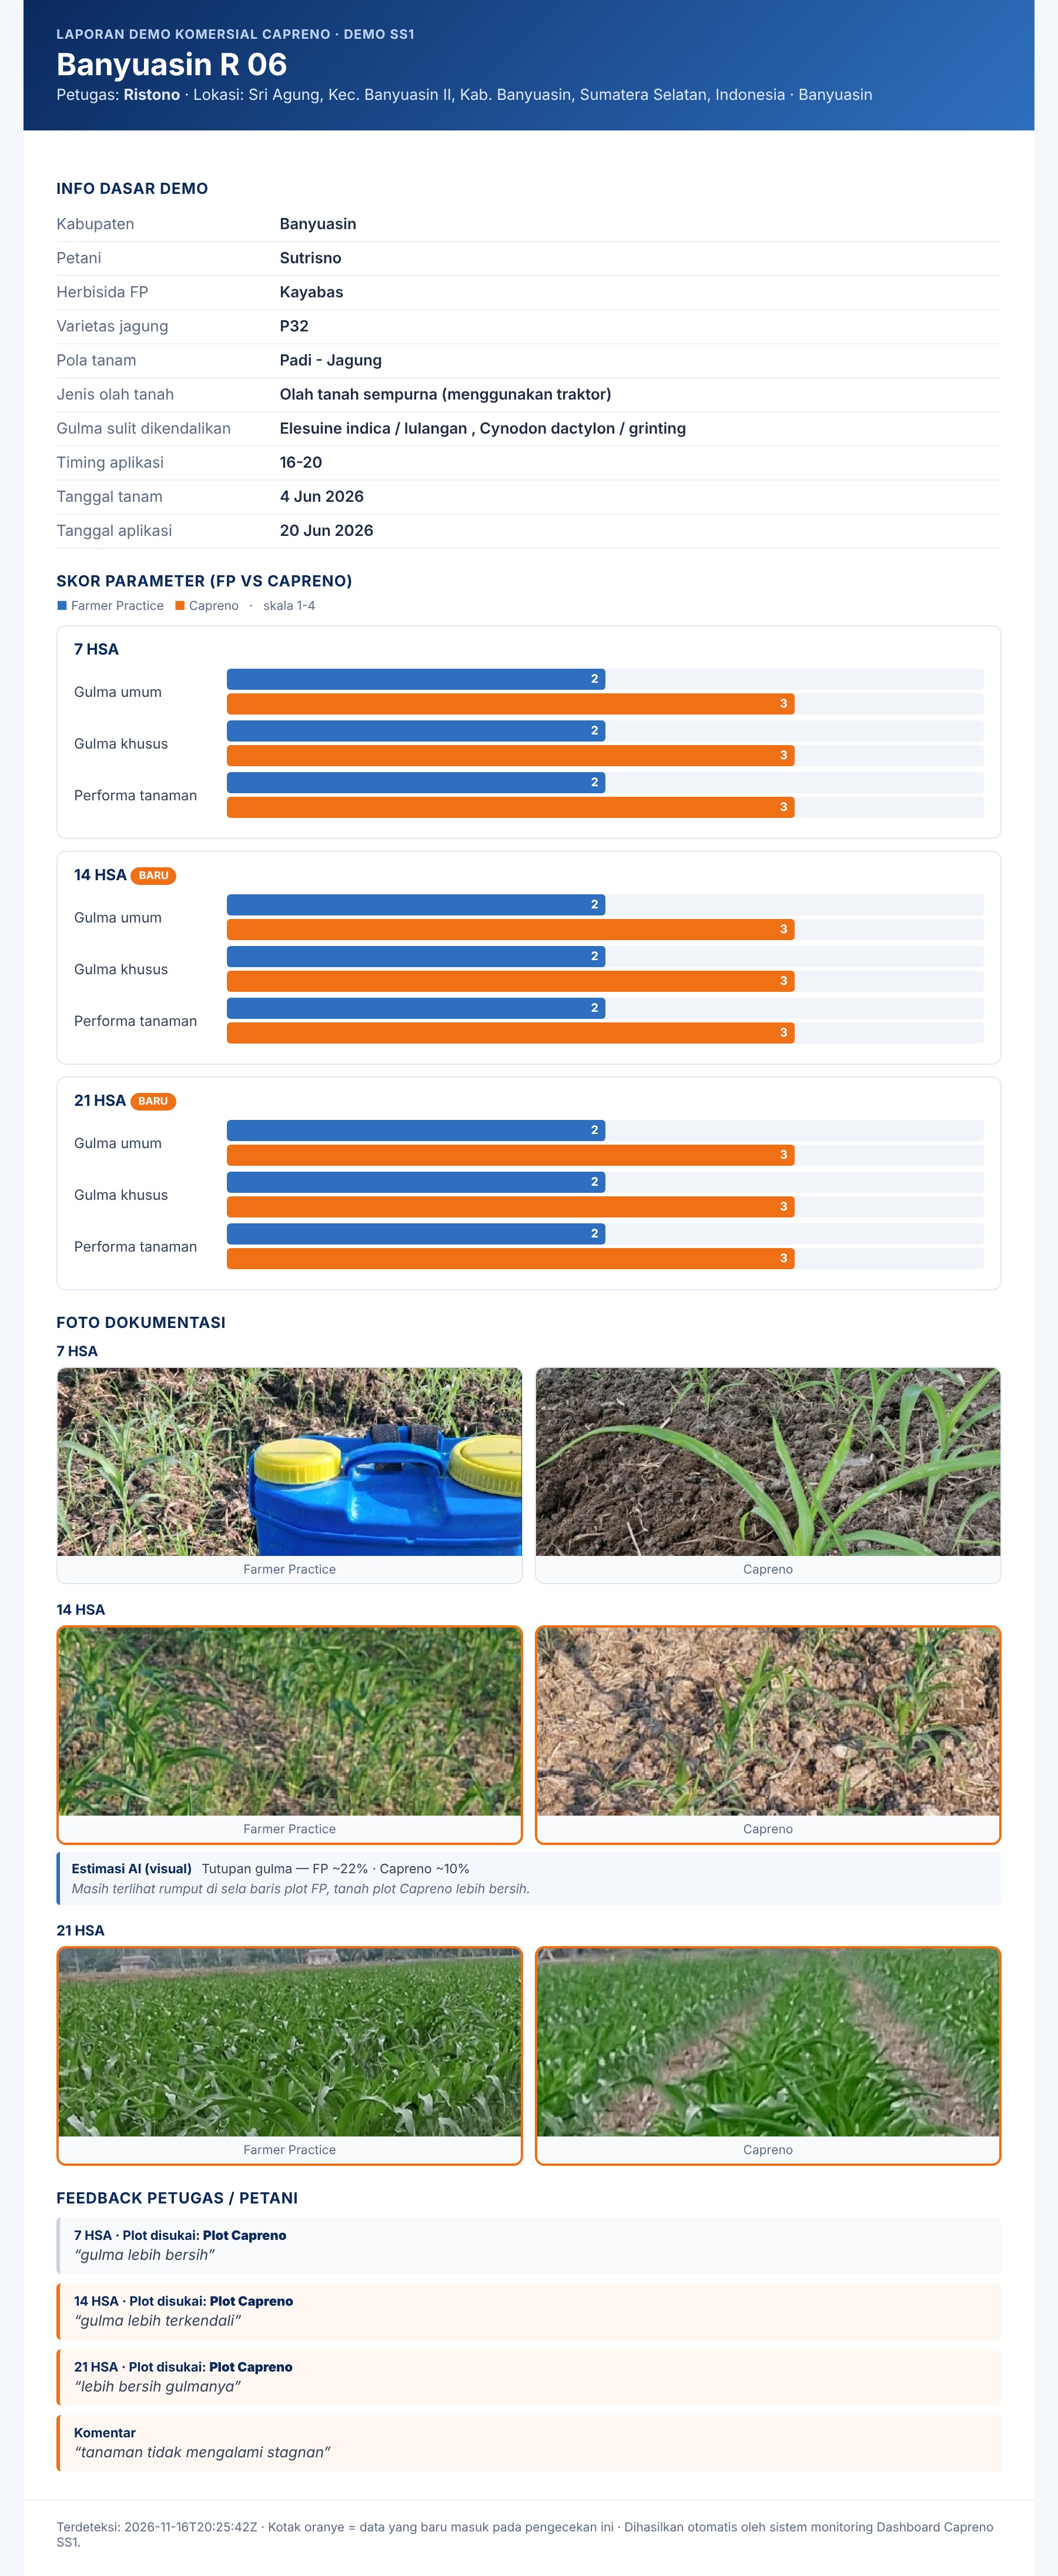 LAPORAN DEMO KOMERSIAL CAPRENO · DEMO SS1
Banyuasin R 06
Petugas: Ristono · Lokasi: Sri Agung, Kec. Banyuasin II, Kab. Banyuasin, Sumatera Selatan, Indonesia · Banyuasin
INFO DASAR DEMO
Kabupaten Banyuasin
Petani Sutrisno
Herbisida FP Kayabas
Varietas jagung P32
Pola tanam Padi - Jagung
Jenis olah tanah Olah tanah sempurna (menggunakan traktor)
Gulma sulit dikendalikan Elesuine indica / lulangan , Cynodon dactylon / grinting
Timing aplikasi 16-20
Tanggal tanam 4 Jun 2026
Tanggal aplikasi 20 Jun 2026
SKOR PARAMETER (FP VS CAPRENO)
Farmer Practice Capreno · skala 1-4
7 HSA
Gulma umum 2
3
Gulma khusus 2
3
Performa tanaman 2
3
14 HSA BARU
Gulma umum 2
3
Gulma khusus 2
3
Performa tanaman 2
3
21 HSA BARU
Gulma umum 2
3
Gulma khusus 2
3
Performa tanaman 2
3
FOTO DOKUMENTASI
7 HSA
Farmer Practice Capreno
14 HSA
Farmer Practice Capreno
Estimasi AI (visual) Tutupan gulma — FP ~22% · Capreno ~10%
Masih terlihat rumput di sela baris plot FP, tanah plot Capreno lebih bersih.
21 HSA
Farmer Practice Capreno
FEEDBACK PETUGAS / PETANI
7 HSA · Plot disukai: Plot Capreno
“gulma lebih bersih”
14 HSA · Plot disukai: Plot Capreno
“gulma lebih terkendali”
21 HSA · Plot disukai: Plot Capreno
“lebih bersih gulmanya”
Komentar
“tanaman tidak mengalami stagnan”
Terdeteksi: 2026-11-16T20:25:42Z · Kotak oranye = data yang baru masuk pada pengecekan ini · Dihasilkan otomatis oleh sistem monitoring Dashboard Capreno
SS1.